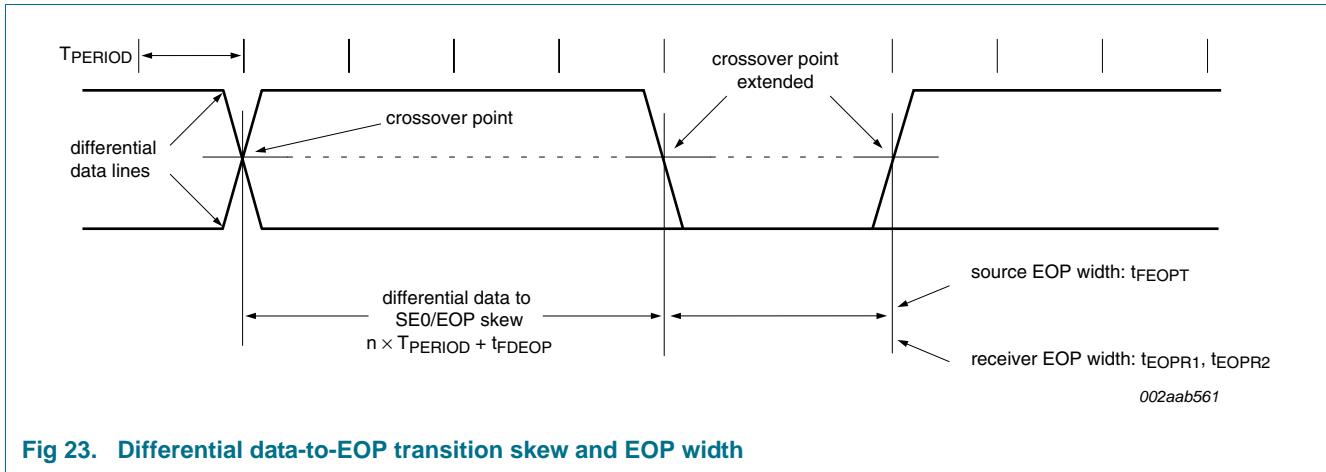 TPERIOD
crossover point
extended
crossover point
differential
data lines
differential data to
SE0/EOP skew
n × TPERIOD + tFDEOP
source EOP width: tFEOPT
receiver EOP width: tEOPR1, tEOPR2
002aab561
Fig 23. Differential data-to-EOP transition skew and EOP width